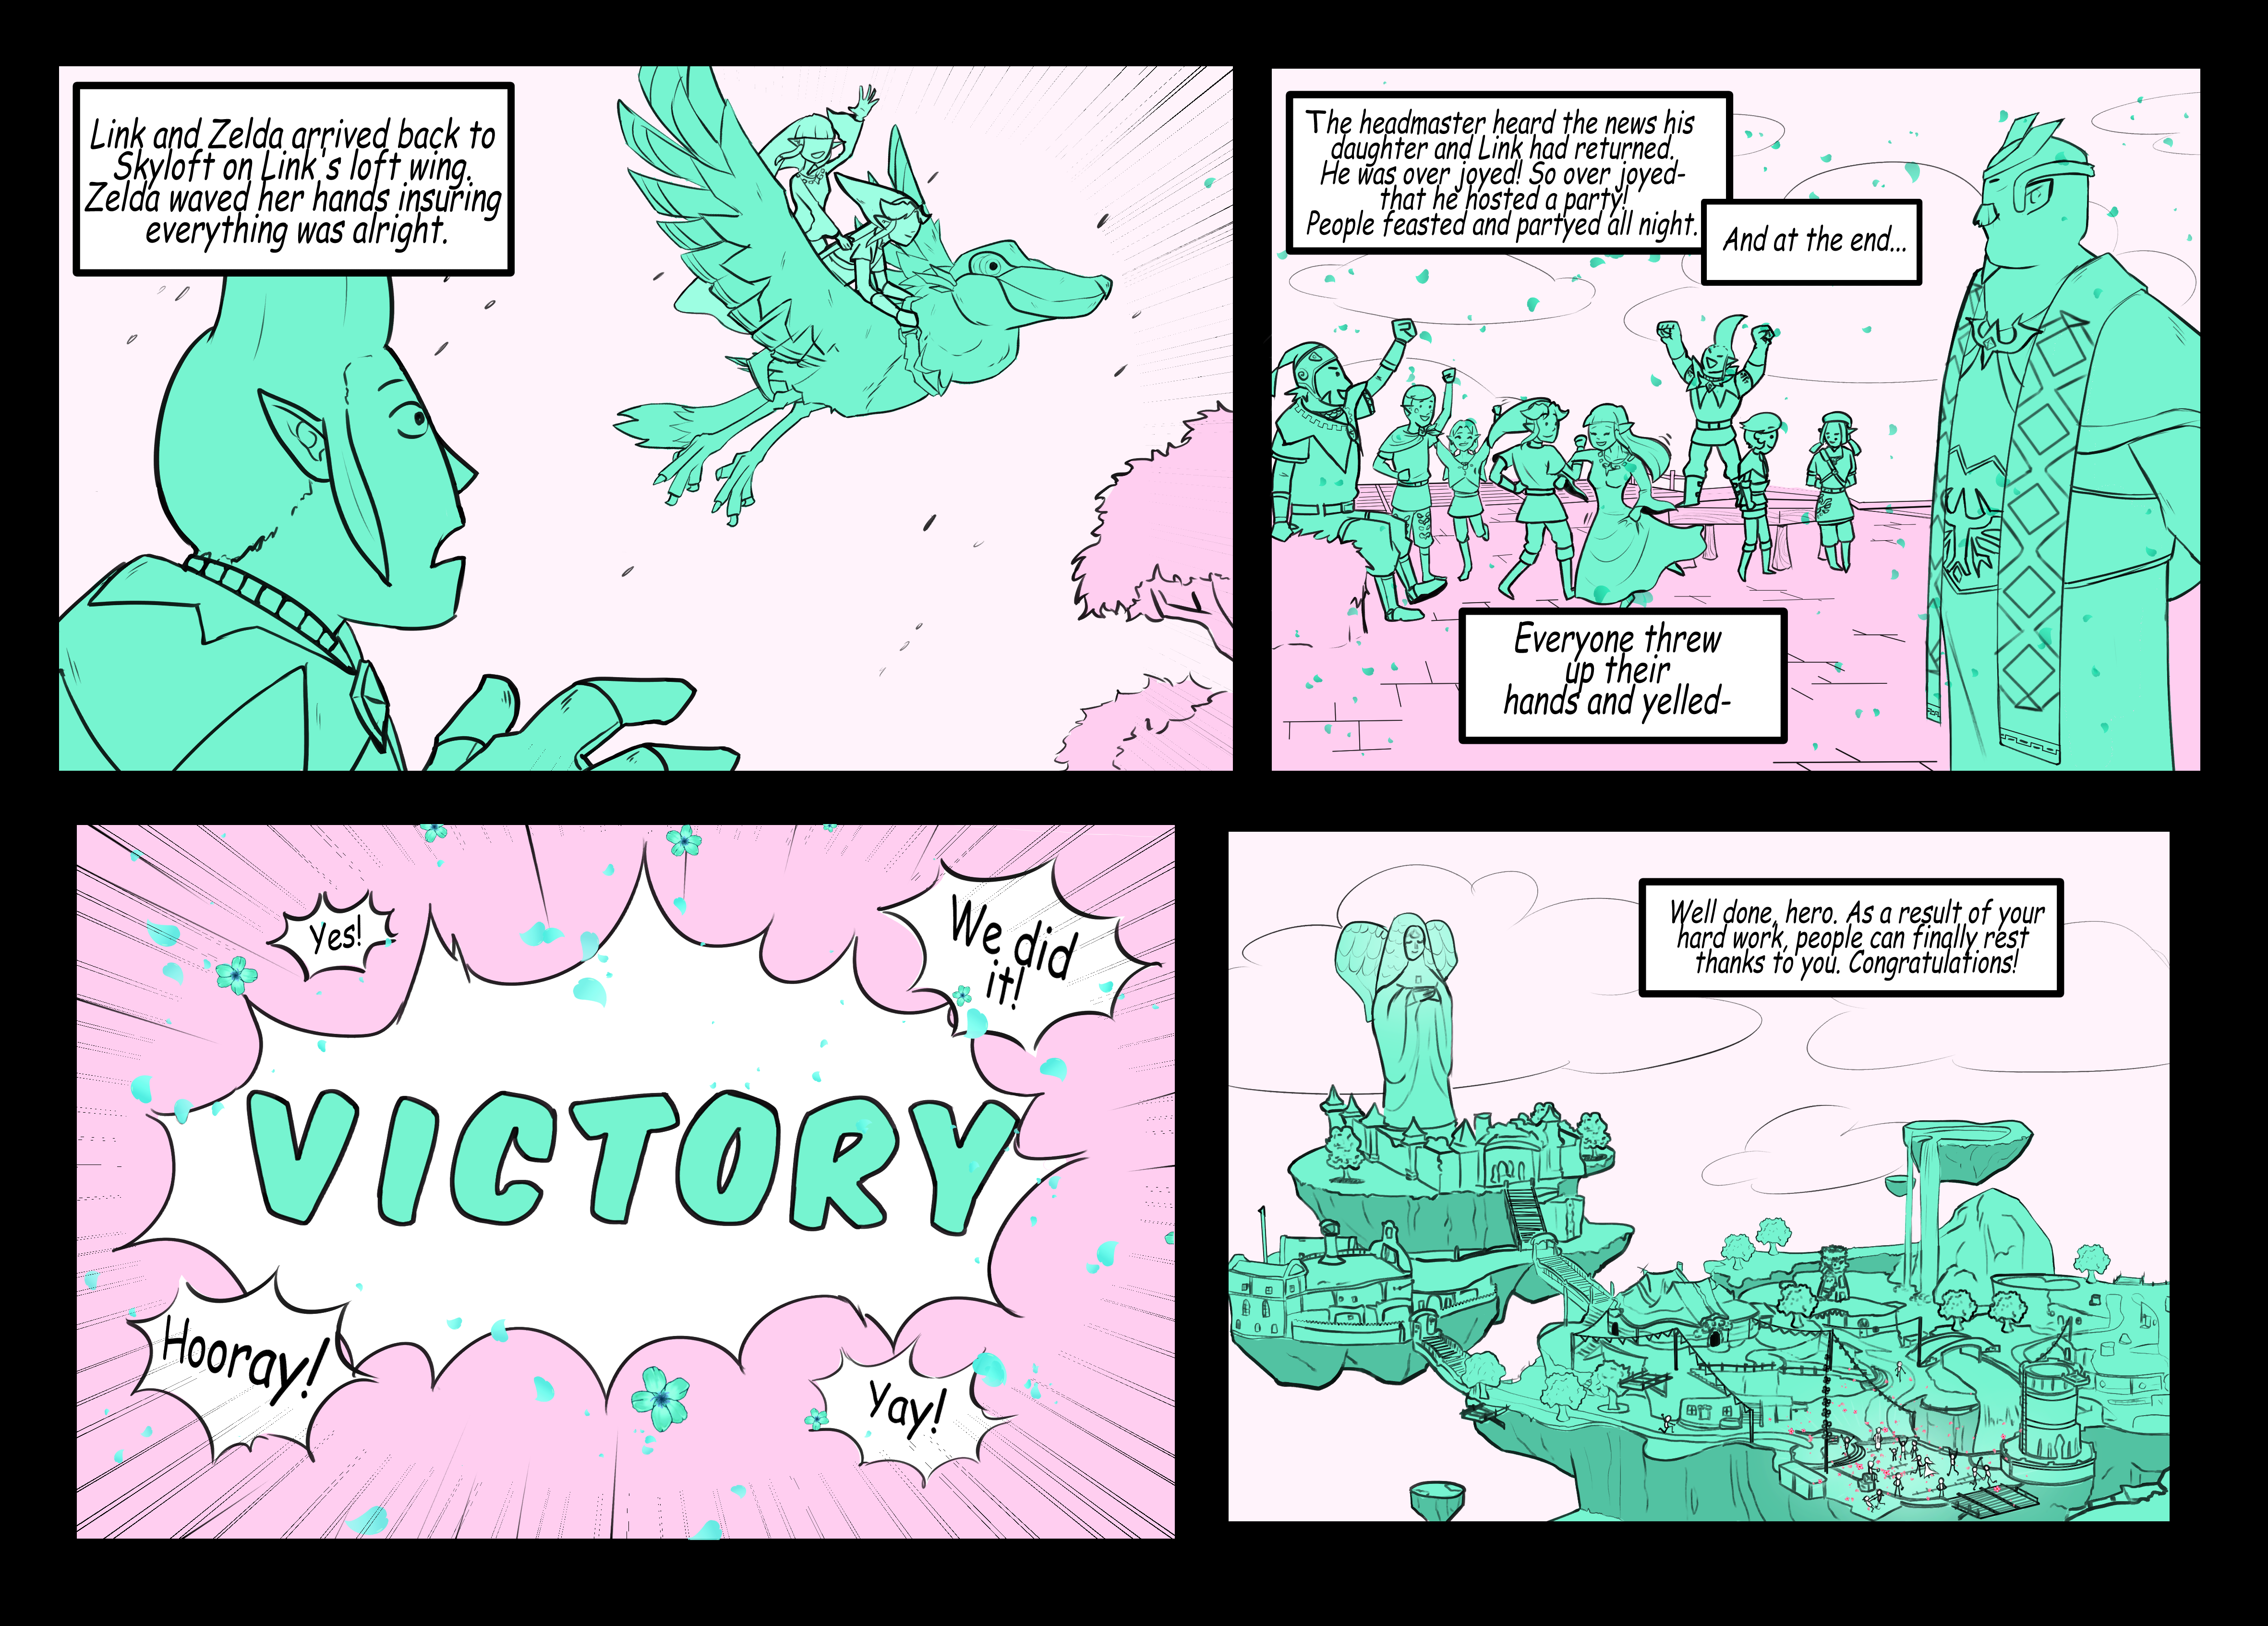 Link and Zelda arrived back to
Skyloft on Link's loft wing.
Zelda waved her hands insuring
everything was alright.
The headmaster heard the news his
daughter and Link had returned.
He was over joyed! So over joyed-
that he hosted a party!
People feasted and partyed all night.
And at the end...
Everyone threw
up their
hands and yelled-
Yes!
We did
it!
VICTORY
Hooray!
Yay!
Well done, hero. As a result of your
hard work, people can finally rest
thanks to you. Congratulations!